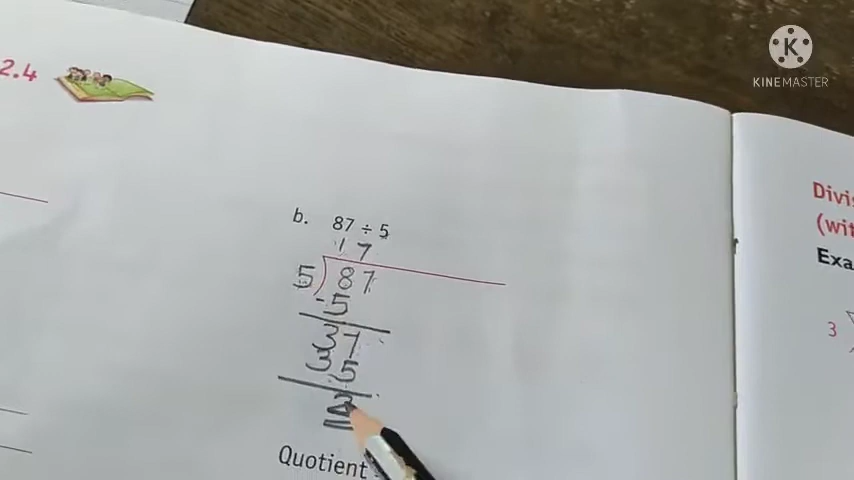 K
KINEMASTER
2.4
b. 87 ÷ 5
17
5 ) 87
-5
37
35
2
Quotient
Divis
(wit
Exa
3